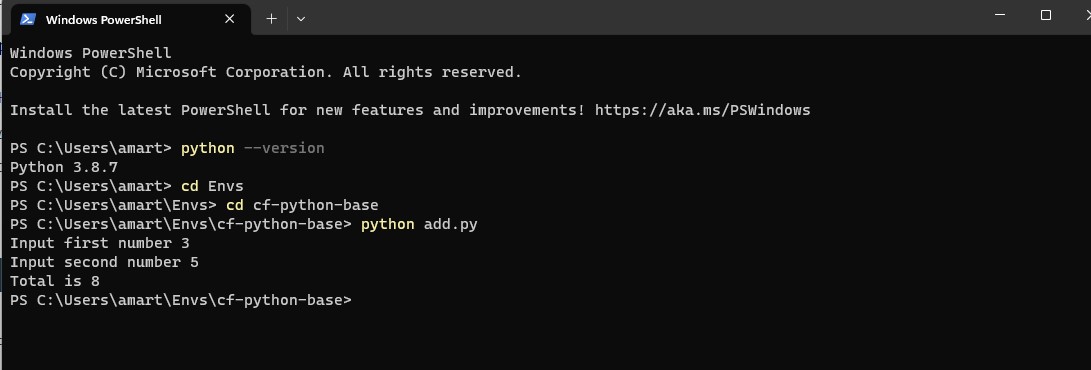 Windows PowerShell
Windows PowerShell
Copyright (C) Microsoft Corporation. All rights reserved.
Install the latest PowerShell for new features and improvements! https://aka.ms/PSWindows
PS C:\Users\amart> python --version
Python 3.8.7
PS C:\Users\amart> cd Envs
PS C:\Users\amart\Envs> cd cf-python-base
PS C:\Users\amart\Envs\cf-python-base> python add.py
Input first number 3
Input second number 5
Total is 8
PS C:\Users\amart\Envs\cf-python-base>